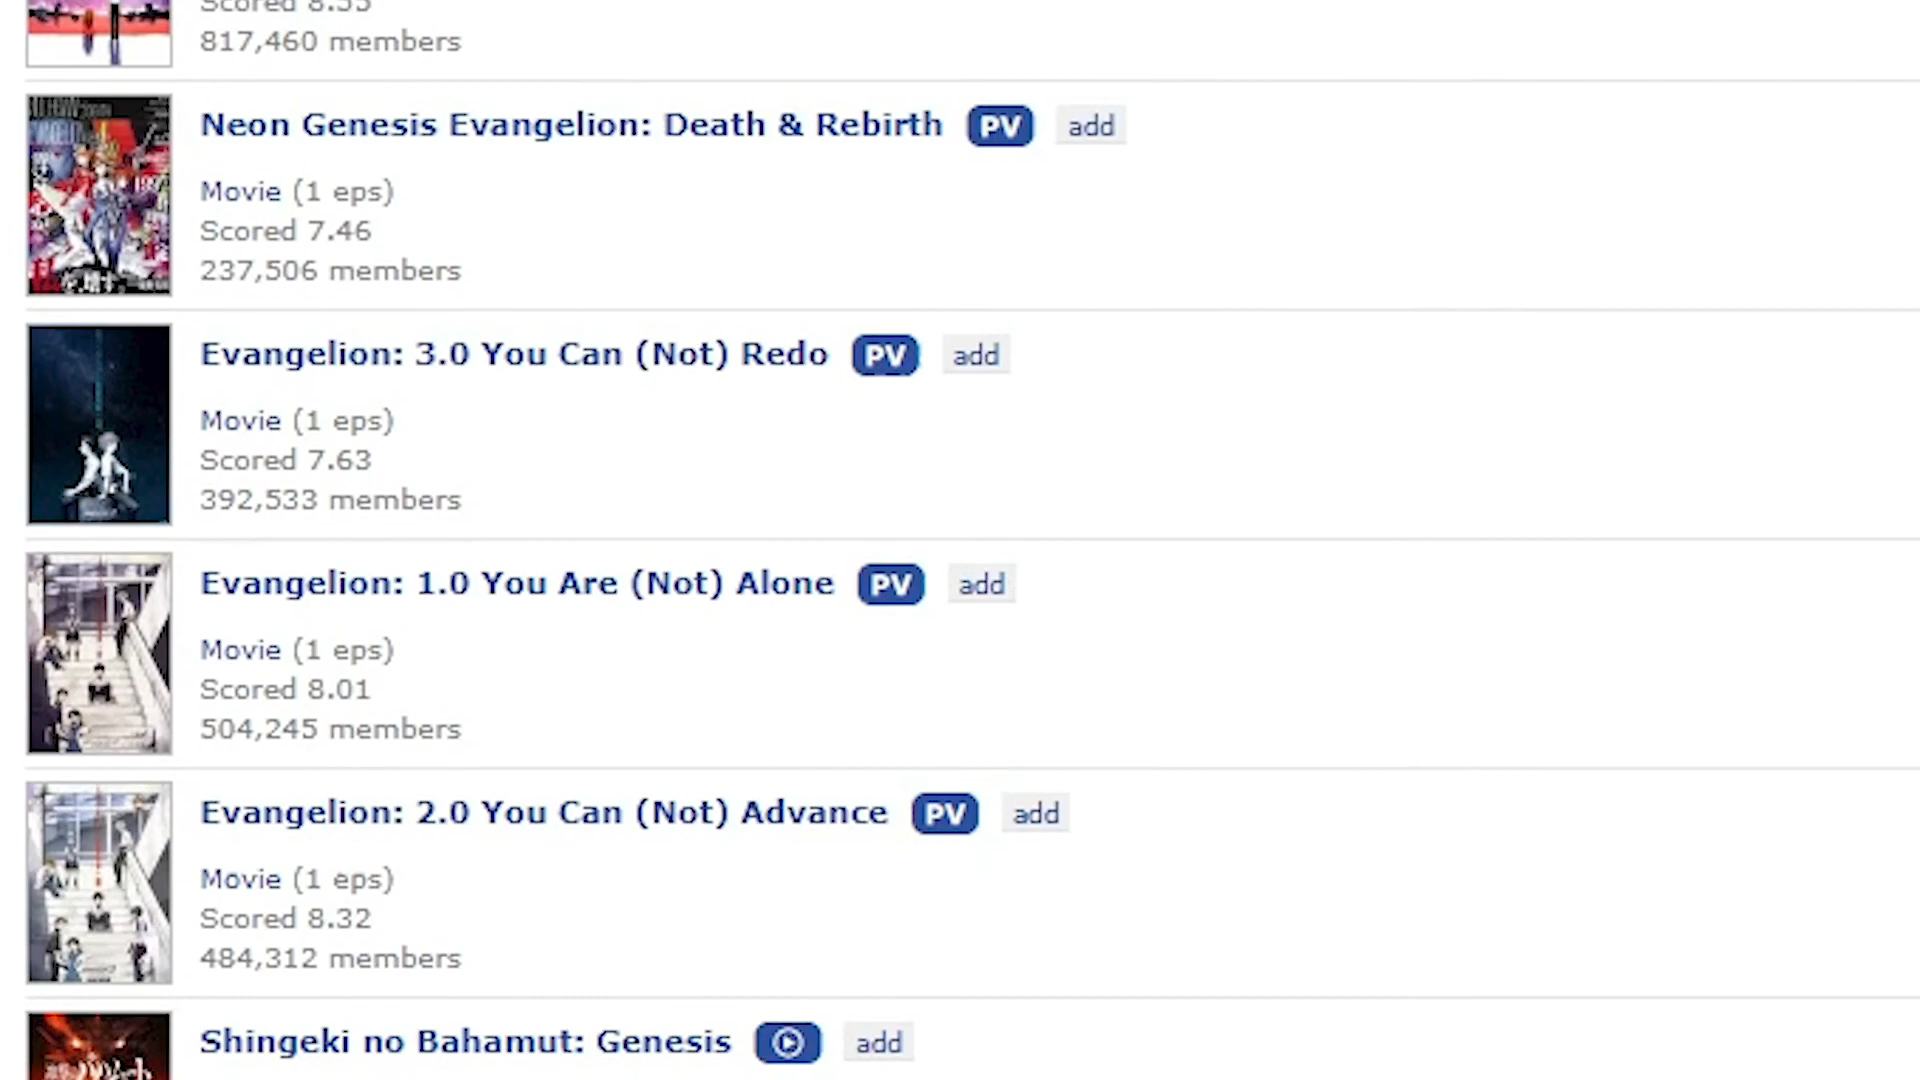 Scored 8.55
817,460 members
Neon Genesis Evangelion: Death & Rebirth PV add
Movie (1 eps)
Scored 7.46
237,506 members
Evangelion: 3.0 You Can (Not) Redo PV add
Movie (1 eps)
Scored 7.63
392,533 members
Evangelion: 1.0 You Are (Not) Alone PV add
Movie (1 eps)
Scored 8.01
504,245 members
Evangelion: 2.0 You Can (Not) Advance PV add
Movie (1 eps)
Scored 8.32
484,312 members
Shingeki no Bahamut: Genesis add